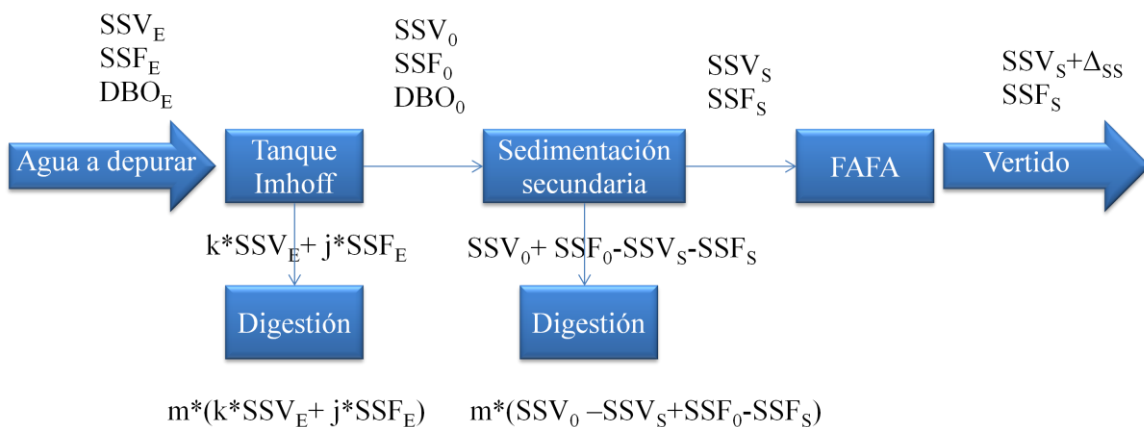 SSV_E
SSF_E
DBO_E
SSV_0
SSF_0
DBO_0
SSV_S
SSF_S
SSV_S+Δ_SS
SSF_S
Agua a depurar
Tanque
Imhoff
Sedimentación
secundaria
FAFA
Vertido
k*SSV_E+ j*SSF_E
SSV_0+ SSF_0-SSV_S-SSF_S
Digestión
Digestión
m*(k*SSV_E+ j*SSF_E)
m*(SSV_0 –SSV_S+SSF_0-SSF_S)